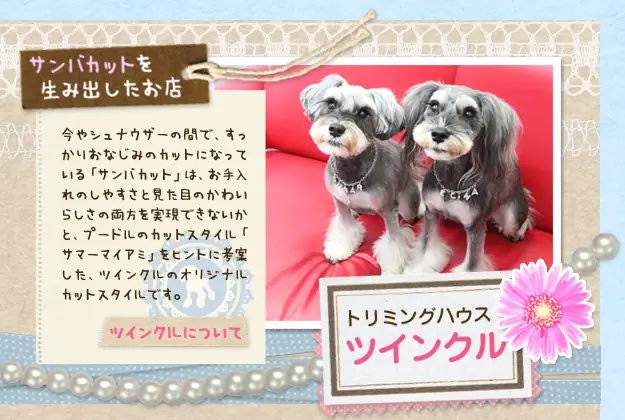 サンバカットを
生み出したお店
今やシュナウザーの間で、すっ
かりおなじみのカットになって
いる「サンバカット」は、お手入
れのしやすさと見た目のかわい
らしさの両方を実現できないか
と、プードルのカットスタイル「
サマーマイアミ」をヒントに考案
した、ツインクルのオリジナル
カットスタイルです。
ツインクルについて
トリミングハウス
ツインクル